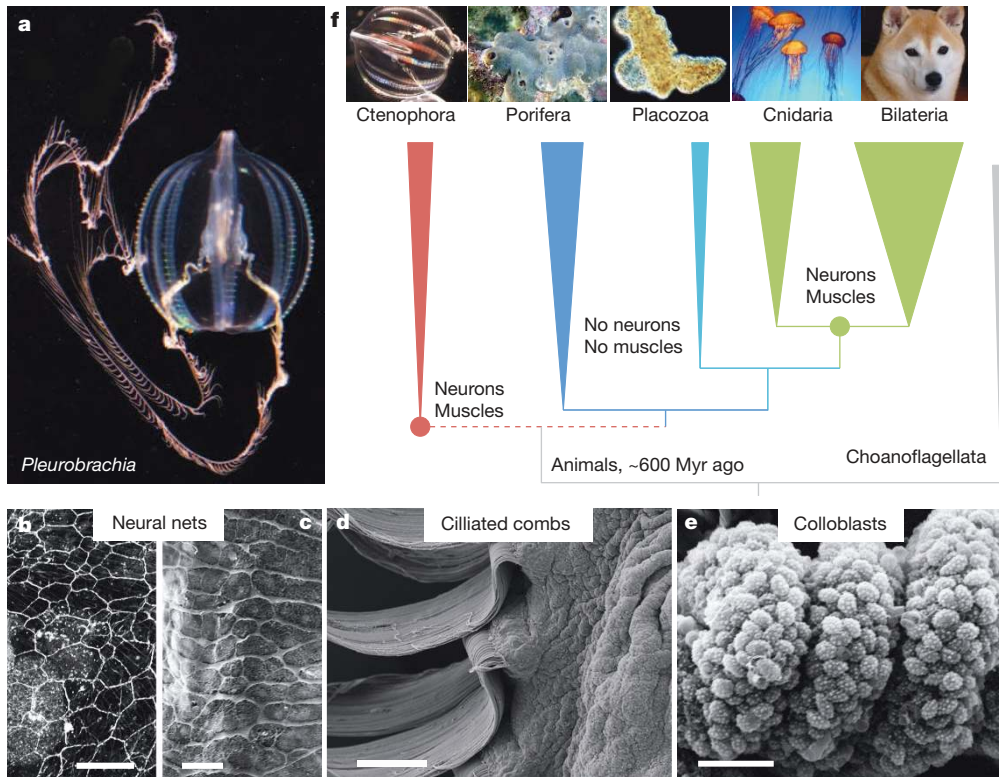 a
Pleurobrachia
f
Ctenophora
Porifera
Placozoa
Cnidaria
Bilateria
Neurons
Muscles
No neurons
No muscles
Neurons
Muscles
Animals, ~600 Myr ago
Choanoflagellata
b
Neural nets
c
d
Cilliated combs
e
Colloblasts